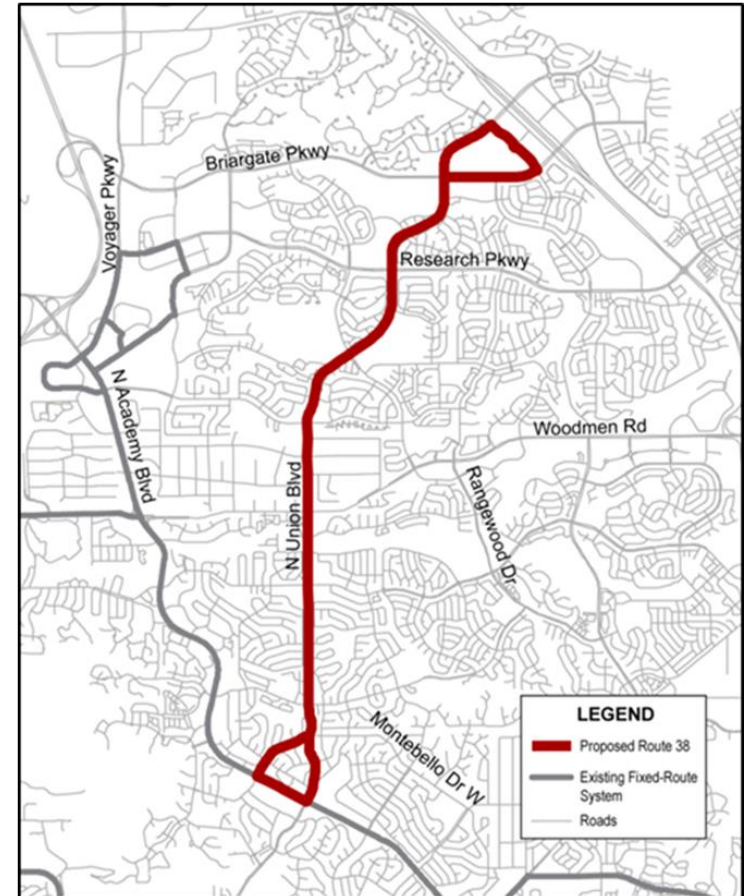 Briargate Pkwy
Voyager Pkwy
Research Pkwy
N Academy Blvd
Woodmen Rd
N Union Blvd
Rangewood Dr
Montebello Dr W
LEGEND
Proposed Route 38
Existing Fixed-Route
System
Roads